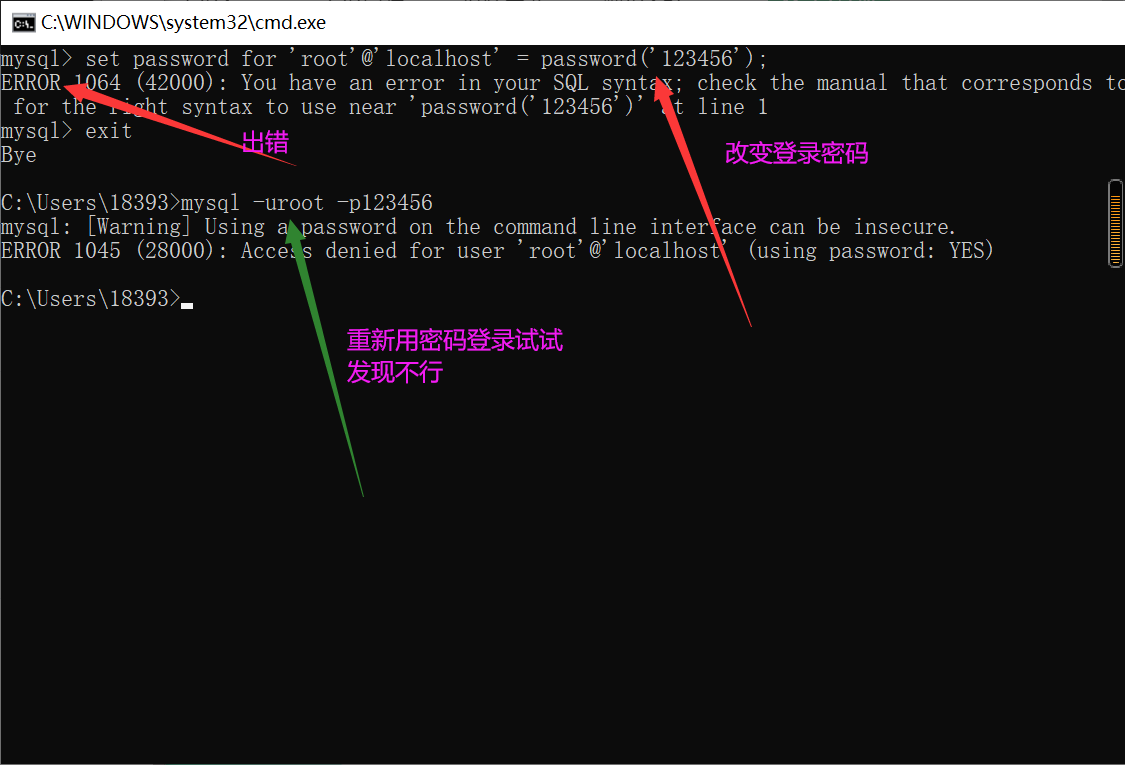 C:\WINDOWS\system32\cmd.exe
mysql> set password for 'root'@'localhost' = password('123456');
ERROR 1064 (42000): You have an error in your SQL syntax; check the manual that corresponds to
for the right syntax to use near 'password('123456')' at line 1
mysql> exit
出错
Bye
改变登录密码
C:\Users\18393>mysql -uroot -p123456
mysql: [Warning] Using a password on the command line interface can be insecure.
ERROR 1045 (28000): Access denied for user 'root'@'localhost' (using password: YES)
C:\Users\18393>
重新用密码登录试试
发现不行